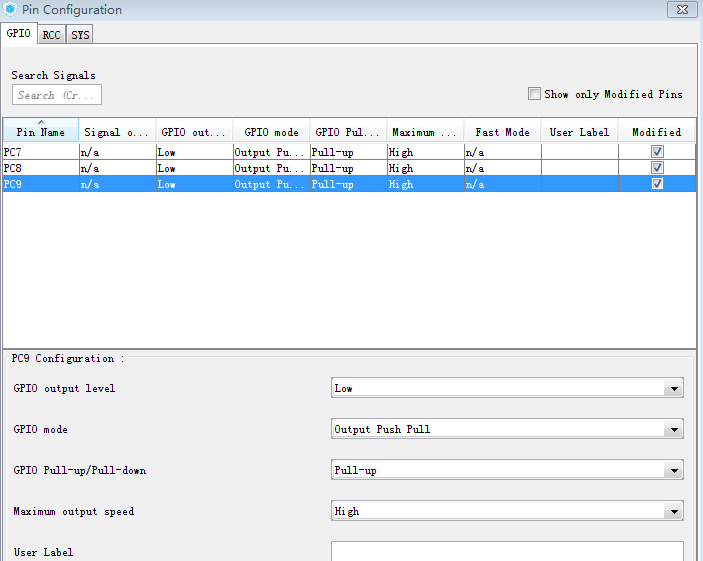 Pin Configuration
GPIO RCC SYS
Search Signals
Search (Cr...
Show only Modified Pins
Pin Name Signal o... GPIO out... GPIO mode GPIO Pul... Maximum ... Fast Mode User Label Modified
PC7 n/a Low Output Pu... Pull-up High n/a
PC8 n/a Low Output Pu... Pull-up High n/a
PC9 n/a Low Output Pu... Pull-up High n/a
PC9 Configuration :
GPIO output level Low
GPIO mode Output Push Pull
GPIO Pull-up/Pull-down Pull-up
Maximum output speed High
User Label